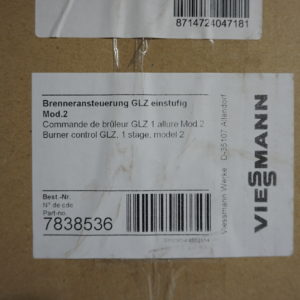 8714724047181
Brenneransteuerung GLZ einstufig
Mod.2
Commande de brûleur GLZ 1 allure Mod.2
Burner control GLZ, 1 stage, model 2
Best.-Nr.
N° de cde
Part-no.
7838536
Viessmann Werke D-35107 Allendorf
VIESSMANN